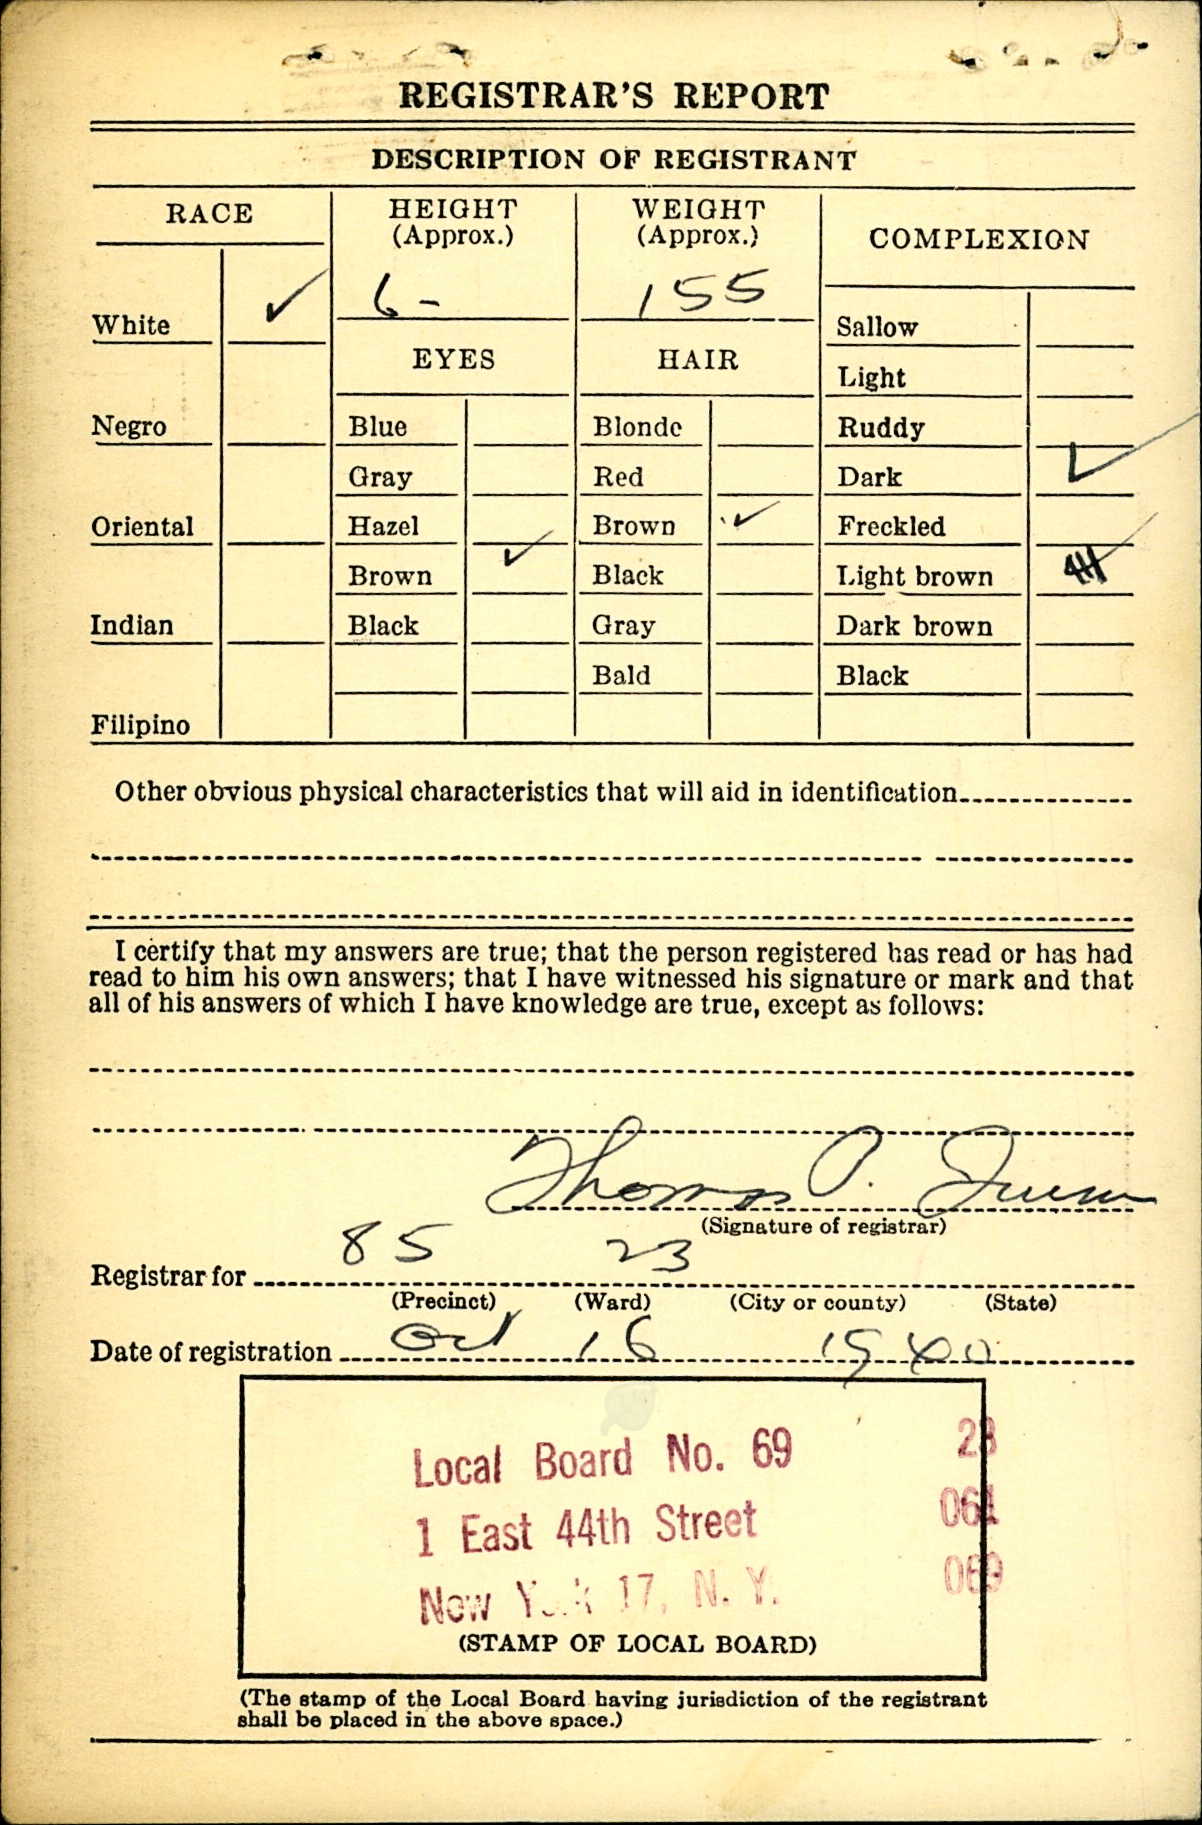 REGISTRAR'S REPORT
DESCRIPTION OF REGISTRANT
RACE
HEIGHT
(Approx.)
WEIGHT
(Approx.)
COMPLEXION
White ✓
6 -
155
Sallow
EYES
HAIR
Light
Negro
Blue
Blonde
Ruddy
Gray
Red
Dark ✓
Oriental
Hazel
Brown ✓
Freckled
Brown ✓
Black
Light brown
Indian
Black
Gray
Dark brown
Bald
Black
Filipino
Other obvious physical characteristics that will aid in identification
I certify that my answers are true; that the person registered has read or has had
read to him his own answers; that I have witnessed his signature or mark and that
all of his answers of which I have knowledge are true, except as follows:
Thomas P.
(Signature of registrar)
Registrar for 85 23
(Precinct) (Ward) (City or county) (State)
Date of registration Oct 16 1940
Local Board No. 69 23
1 East 44th Street 061
New York 17, N. Y. 069
(STAMP OF LOCAL BOARD)
(The stamp of the Local Board having jurisdiction of the registrant
shall be placed in the above space.)